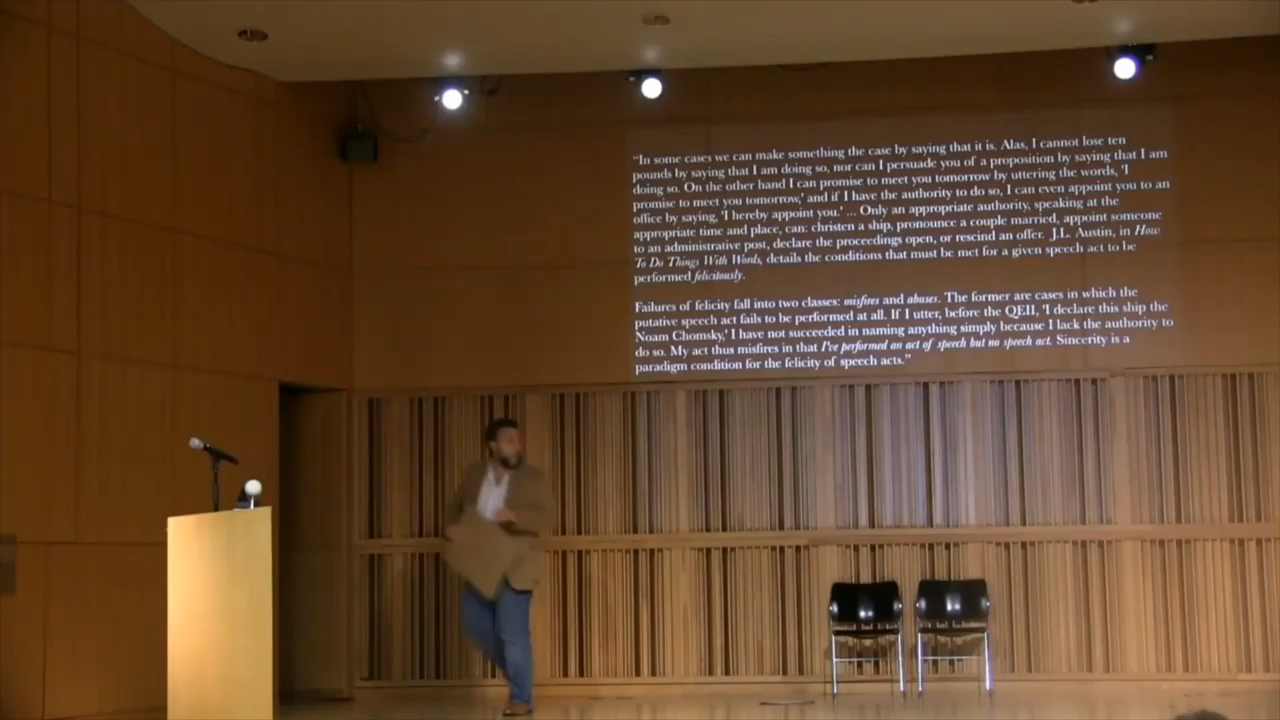 “In some cases we can make something the case by saying that it is. Alas, I cannot lose ten
pounds by saying that I am doing so, nor can I persuade you of a proposition by saying that I am
doing so. On the other hand I can promise to meet you tomorrow by uttering the words, 'I
promise to meet you tomorrow,' and if I have the authority to do so, I can even appoint you to an
office by saying, 'I hereby appoint you.' ... Only an appropriate authority, speaking at the
appropriate time and place, can: christen a ship, pronounce a couple married, appoint someone
to an administrative post, declare the proceedings open, or rescind an offer. J.L. Austin, in How
To Do Things With Words, details the conditions that must be met for a given speech act to be
performed felicitously.
Failures of felicity fall into two classes: misfires and abuses. The former are cases in which the
putative speech act fails to be performed at all. If I utter, before the QEII, 'I declare this ship the
Noam Chomsky,' I have not succeeded in naming anything simply because I lack the authority to
do so. My act thus misfires in that I've performed an act of speech but no speech act. Sincerity is a
paradigm condition for the felicity of speech acts.”